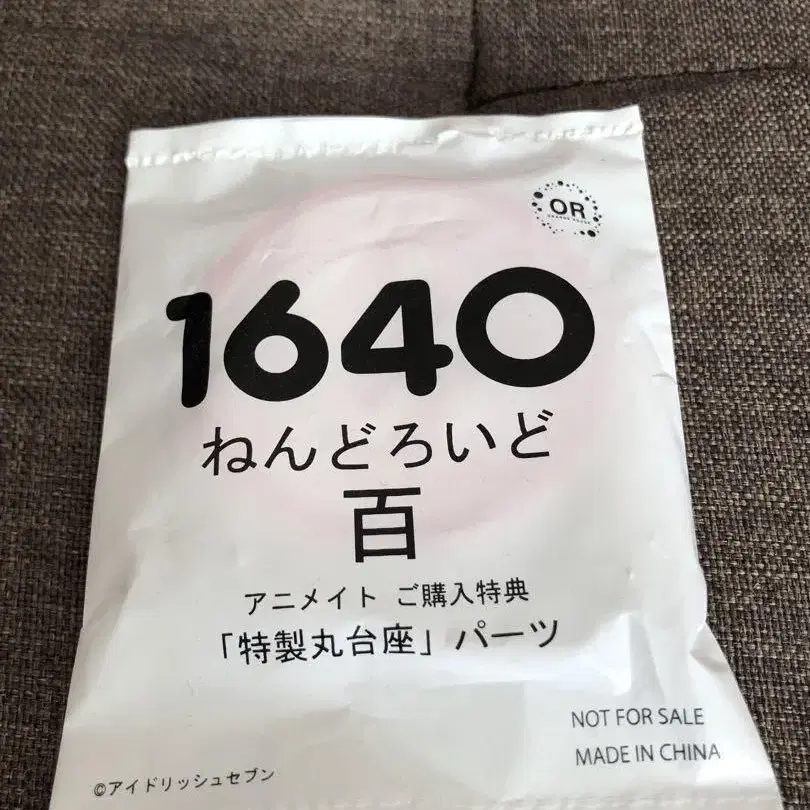 OR
ORANGE ROUGE
1640
ねんどろいど
百
アニメイト ご購入特典
「特製丸台座」パーツ
NOT FOR SALE
MADE IN CHINA
©アイドリッシュセブン